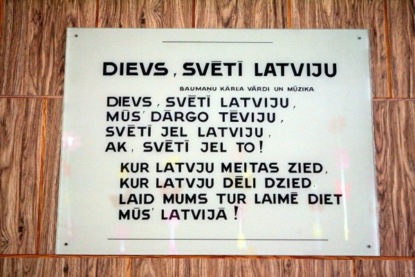 DIEVS, SVĒTĪ LATVIJU
BAUMAŅU KĀRĻA VĀRDI UN MŪZIKA
DIEVS, SVĒTĪ LATVIJU,
MŪS' DĀRGO TĒVIJU,
SVĒTĪ JEL LATVIJU,
AK, SVĒTĪ JEL TO!
KUR LATVJU MEITAS ZIED,
KUR LATVJU DĒLI DZIED,
LAID MUMS TUR LAIMĒ DIET
MŪS' LATVIJĀ!